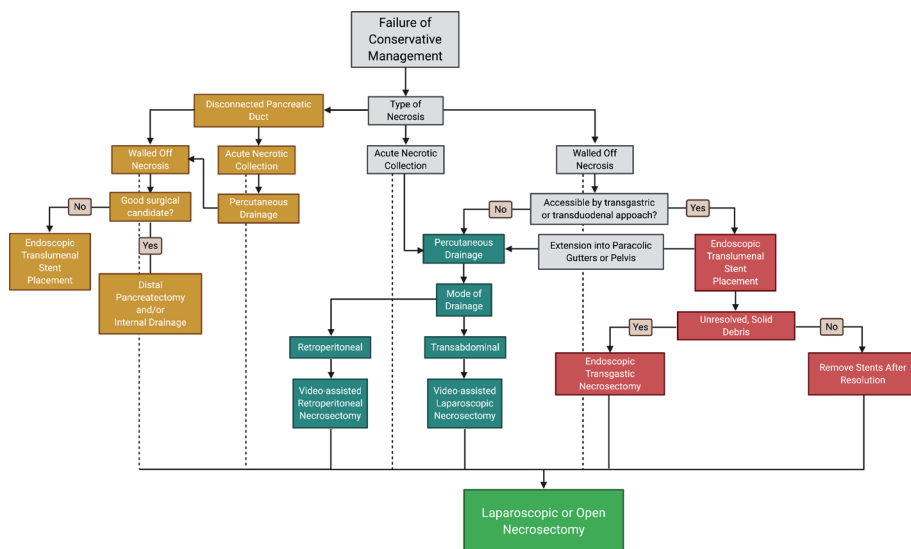 Failure of
Conservative
Management
Disconnected Pancreatic
Duct
Type of
Necrosis
Walled Off
Necrosis
Acute Necrotic
Collection
Acute Necrotic
Collection
Walled Off
Necrosis
No
Good surgical
candidate?
Percutaneous
Drainage
No
Accessible by transgastric
or transduodenal appoach?
Yes
Endoscopic
Translumenal
Stent
Placement
Yes
Percutaneous
Drainage
Extension into Paracolic
Gutters or Pelvis
Endoscopic
Translumenal
Stent
Placement
Distal
Pancreatectomy
and/or
Internal Drainage
Mode of
Drainage
Yes
Unresolved, Solid
Debris
No
Retroperitoneal
Transabdominal
Endoscopic
Transgastic
Necrosectomy
Remove Stents After
Resolution
Video-assisted
Retroperitoneal
Necrosectomy
Video-assisted
Laparoscopic
Necrosectomy
Laparoscopic or Open
Necrosectomy